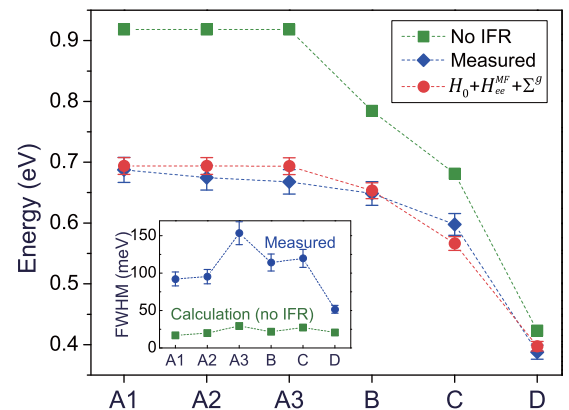 0.9
0.8
0.7
0.6
0.5
0.4
Energy (eV)
No IFR
Measured
H₀+Hₑₑᴹᶠ+Σᵍ
150
100
50
0
FWHM (meV)
Measured
Calculation (no IFR)
A1 A2 A3 B C D
A1 A2 A3 B C D